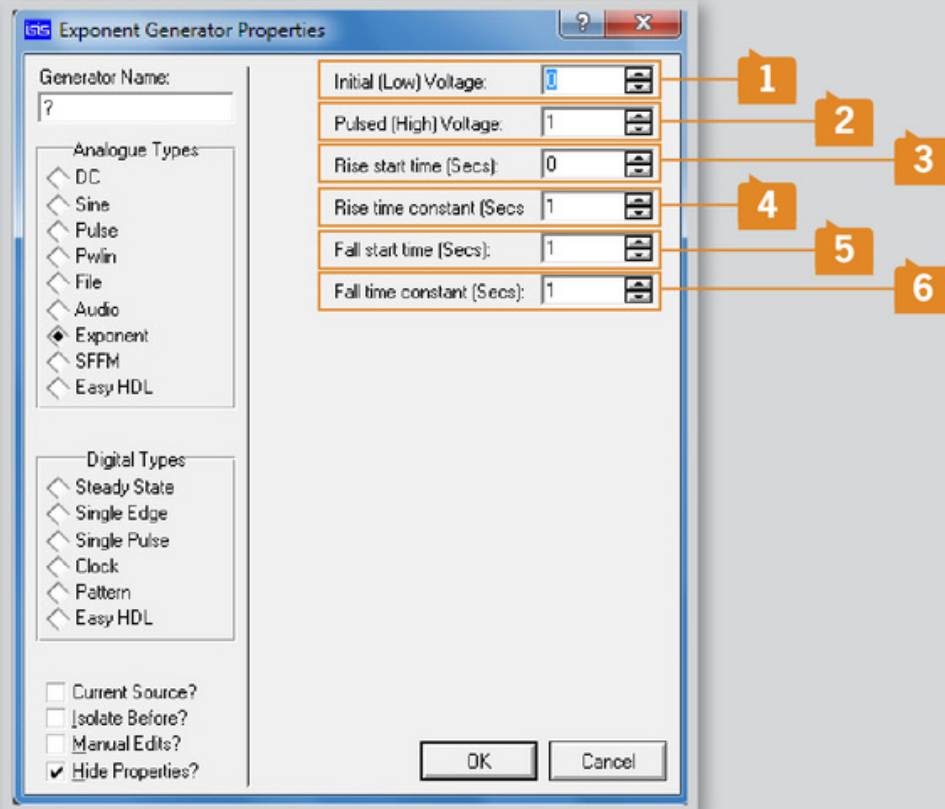 isis Exponent Generator Properties
?
Generator Name:
?
Analogue Types
DC
Sine
Pulse
Pwlin
File
Audio
Exponent
SFFM
Easy HDL
Digital Types
Steady State
Single Edge
Single Pulse
Clock
Pattern
Easy HDL
Current Source?
Isolate Before?
Manual Edits?
Hide Properties?
Initial (Low) Voltage: 0 1
Pulsed (High) Voltage: 1 2
Rise start time (Secs): 0 3
Rise time constant (Secs 1 4
Fall start time (Secs): 1 5
Fall time constant (Secs): 1 6
OK Cancel